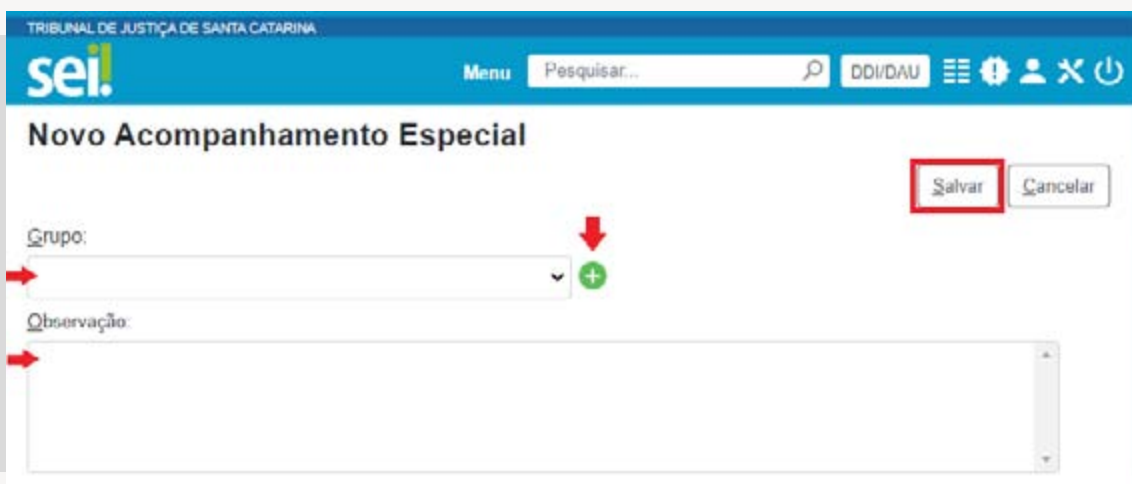 TRIBUNAL DE JUSTIÇA DE SANTA CATARINA
sei!
Menu Pesquisar... DDI/DAU
Novo Acompanhamento Especial
Salvar Cancelar
Grupo:
Observação: